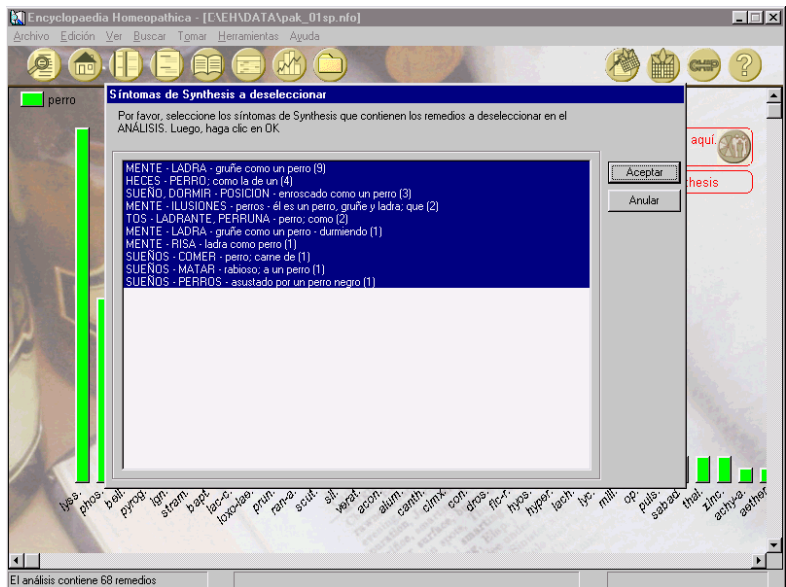 Encyclopaedia Homeopathica - [E\EH\DATA\pak_01sp.nfo]
Archivo Edición Ver Buscar Tomar Herramientas Ayuda
CHIP
perro
aquí.
thesis
Síntomas de Synthesis a deseleccionar
Por favor, seleccione los síntomas de Synthesis que contienen los remedios a deseleccionar en el
ANÁLISIS. Luego, haga clic en OK
MENTE - LADRA - gruñe como un perro (9)
HECES - PERRO; como la de un (4)
SUEÑO, DORMIR - POSICION - enroscado como un perro (3)
MENTE - ILUSIONES - perros - él es un perro, gruñe y ladra; que (2)
TOS - LADRANTE, PERRUNA - perro; como (2)
MENTE - LADRA - gruñe como un perro - durmiendo (1)
MENTE - RISA - ladra como perro (1)
SUEÑOS - COMER - perro; carne de (1)
SUEÑOS - MATAR - rabioso; a un perro (1)
SUEÑOS - PERROS - asustado por un perro negro (1)
Aceptar
Anular
lyss. phos. bell. pyrog. ign. stram. bapt. lac-c. loxo-lae. prun. ran-a. scut. sil. verat. acon. alum. canth. cimx. con. dros. fic-r. hyos. hyper. lach. lyc. mill. op. puls. sabad. thal. zinc. achy-a. aether
El análisis contiene 68 remedios